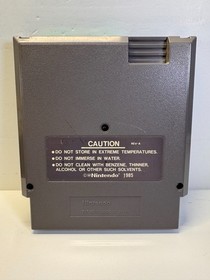 CAUTION REV-A
●DO NOT STORE IN EXTREME TEMPERATURES.
●DO NOT IMMERSE IN WATER.
●DO NOT CLEAN WITH BENZENE, THINNER,
ALCOHOL OR OTHER SUCH SOLVENTS.
©Nintendo 1985